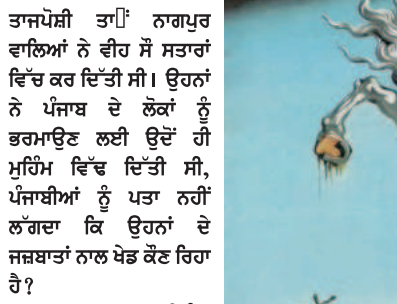 ਤਾਜਪੋਸ਼ੀ ਤਾਂ ਨਾਗਪੁਰ
ਵਾਲਿਆਂ ਨੇ ਵੀਹ ਸੌ ਸਤਾਰਾਂ
ਵਿੱਚ ਕਰ ਦਿੱਤੀ ਸੀ। ਉਹਨਾਂ
ਨੇ ਪੰਜਾਬ ਦੇ ਲੋਕਾਂ ਨੂੰ
ਭਰਮਾਉਣ ਲਈ ਉਦੋਂ ਹੀ
ਮੁਹਿੰਮ ਵਿੱਢ ਦਿੱਤੀ ਸੀ,
ਪੰਜਾਬੀਆਂ ਨੂੰ ਪਤਾ ਨਹੀਂ
ਲੱਗਦਾ ਕਿ ਉਹਨਾਂ ਦੇ
ਜਜ਼ਬਾਤਾਂ ਨਾਲ ਖੇਡ ਕੌਣ ਰਿਹਾ
ਹੈ?